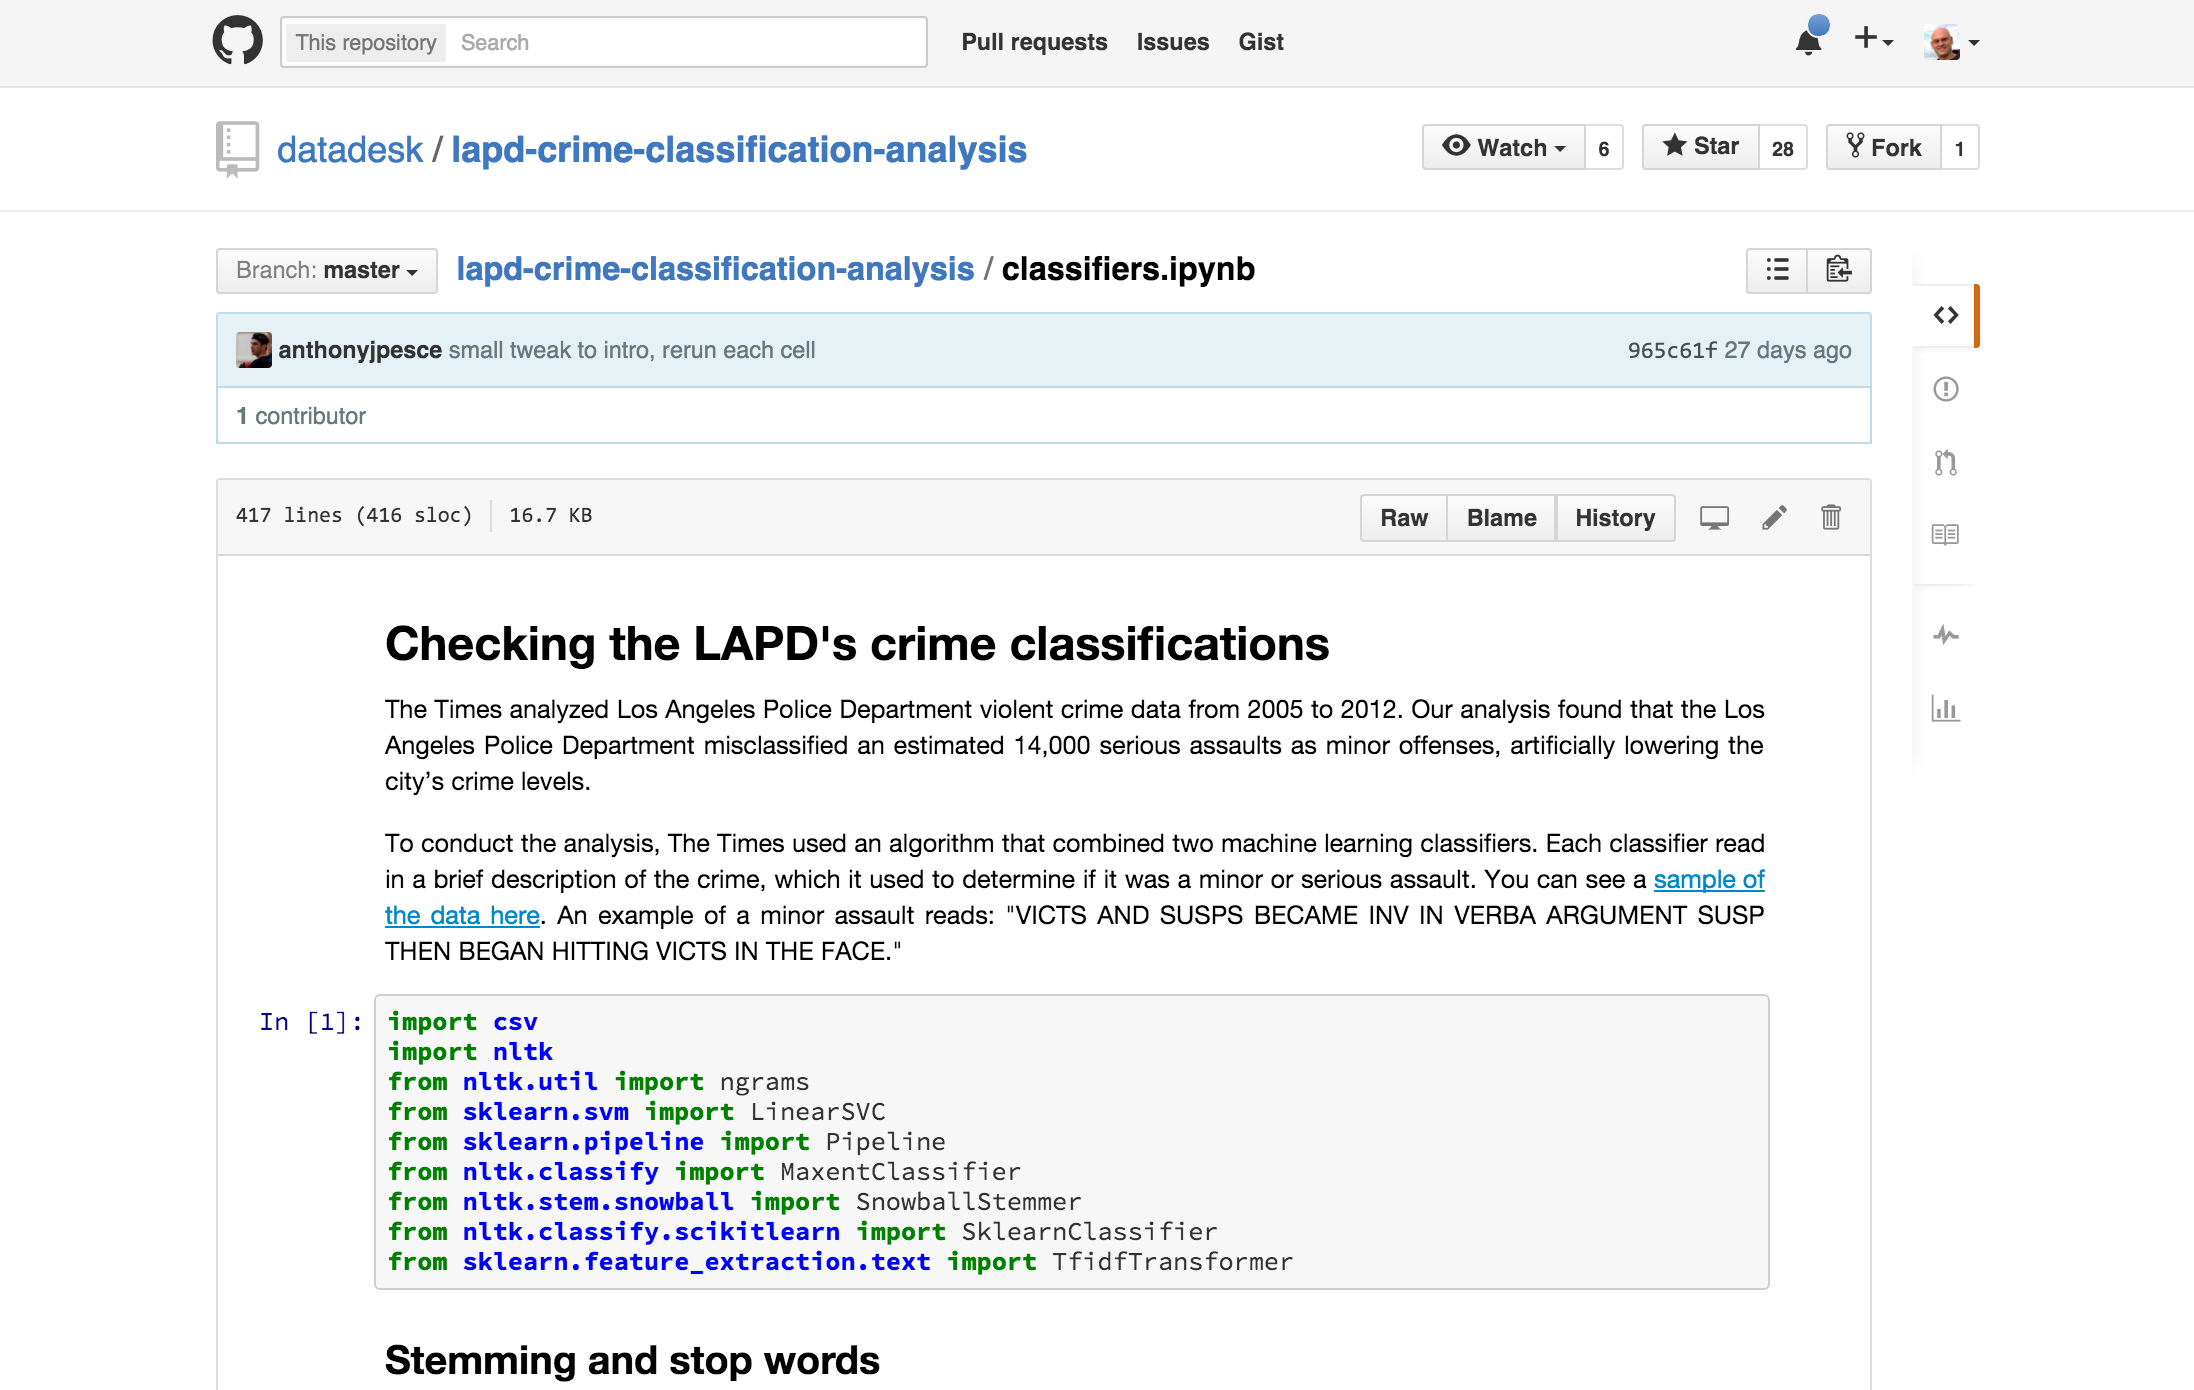 This repository Search Pull requests Issues Gist
datadesk / lapd-crime-classification-analysis Watch 6 Star 28 Fork 1
Branch: master lapd-crime-classification-analysis / classifiers.ipynb
anthonyjpesce small tweak to intro, rerun each cell 965c61f 27 days ago
1 contributor
417 lines (416 sloc) 16.7 KB Raw Blame History
Checking the LAPD's crime classifications
The Times analyzed Los Angeles Police Department violent crime data from 2005 to 2012. Our analysis found that the Los
Angeles Police Department misclassified an estimated 14,000 serious assaults as minor offenses, artificially lowering the
city’s crime levels.
To conduct the analysis, The Times used an algorithm that combined two machine learning classifiers. Each classifier read
in a brief description of the crime, which it used to determine if it was a minor or serious assault. You can see a sample of
the data here. An example of a minor assault reads: "VICTS AND SUSPS BECAME INV IN VERBA ARGUMENT SUSP
THEN BEGAN HITTING VICTS IN THE FACE."
In [1]: import csv
import nltk
from nltk.util import ngrams
from sklearn.svm import LinearSVC
from sklearn.pipeline import Pipeline
from nltk.classify import MaxentClassifier
from nltk.stem.snowball import SnowballStemmer
from nltk.classify.scikitlearn import SklearnClassifier
from sklearn.feature_extraction.text import TfidfTransformer
Stemming and stop words